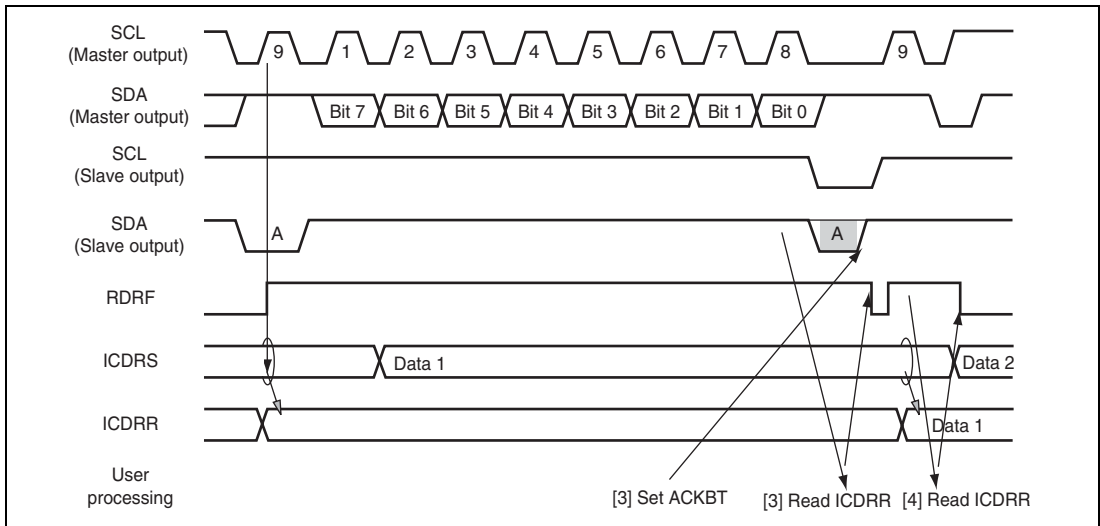 SCL
(Master output)
9 1 2 3 4 5 6 7 8 9
SDA
(Master output)
Bit 7 Bit 6 Bit 5 Bit 4 Bit 3 Bit 2 Bit 1 Bit 0
SCL
(Slave output)
SDA
(Slave output)
A A
RDRF
ICDRS
Data 1 Data 2
ICDRR
Data 1
User
processing
[3] Set ACKBT [3] Read ICDRR [4] Read ICDRR